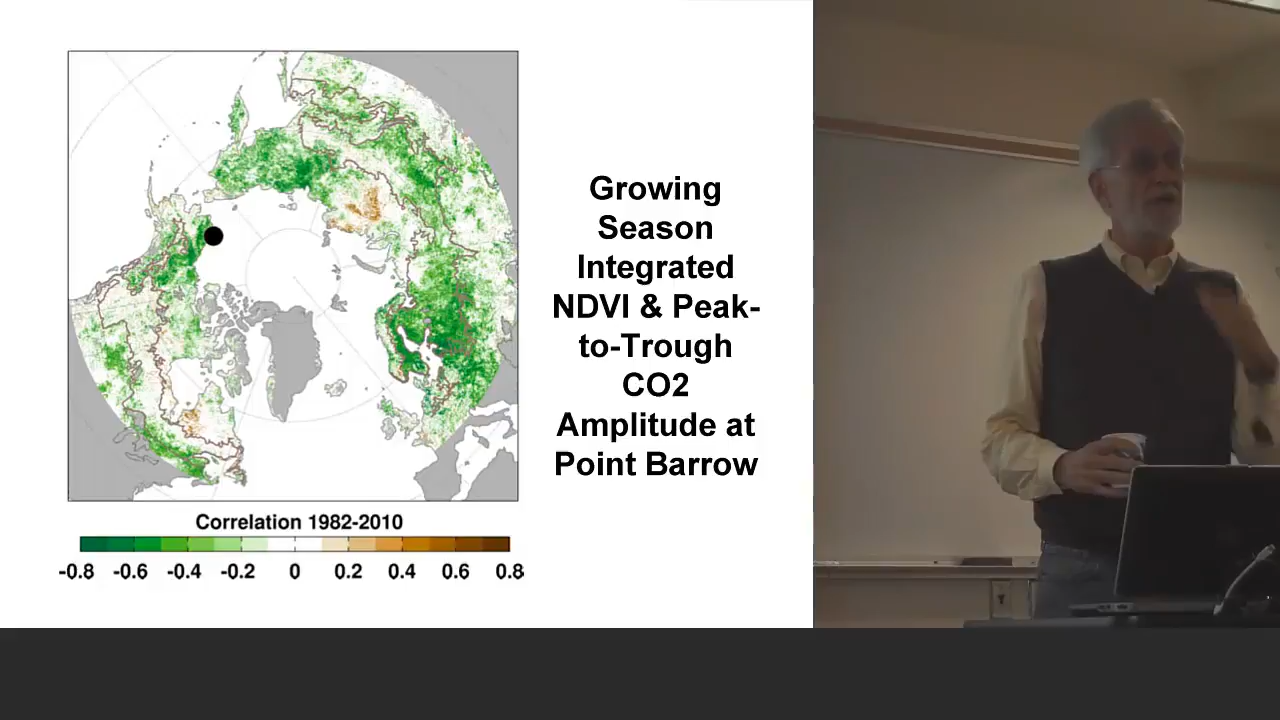 Growing
Season
Integrated
NDVI & Peak-
to-Trough
CO2
Amplitude at
Point Barrow
Correlation 1982-2010
-0.8 -0.6 -0.4 -0.2 0 0.2 0.4 0.6 0.8